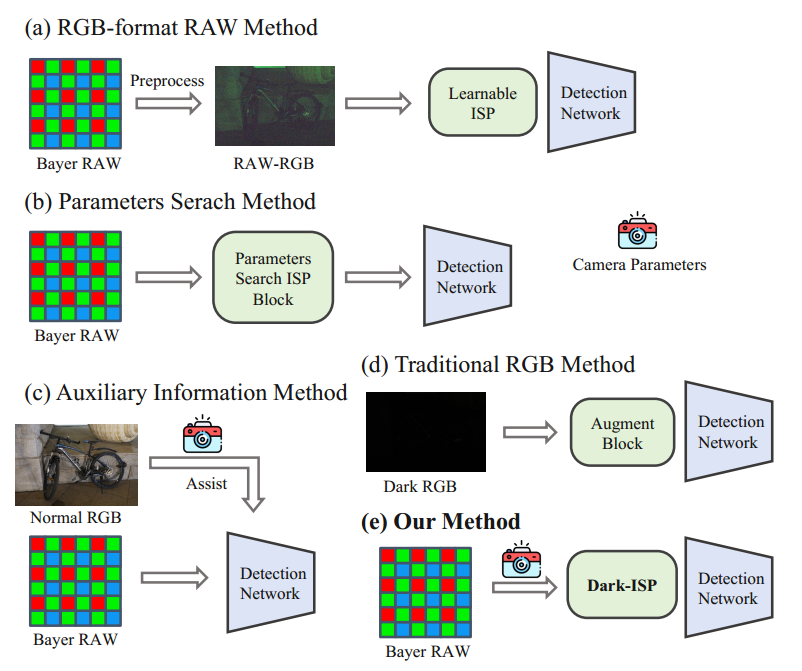 (a) RGB-format RAW Method
Preprocess
Bayer RAW
RAW-RGB
Learnable
ISP
Detection
Network
(b) Parameters Serach Method
Bayer RAW
Parameters
Search ISP
Block
Detection
Network
Camera Parameters
(c) Auxiliary Information Method
Normal RGB
Assist
Bayer RAW
Detection
Network
(d) Traditional RGB Method
Dark RGB
Augment
Block
Detection
Network
(e) Our Method
Bayer RAW
Dark-ISP
Detection
Network